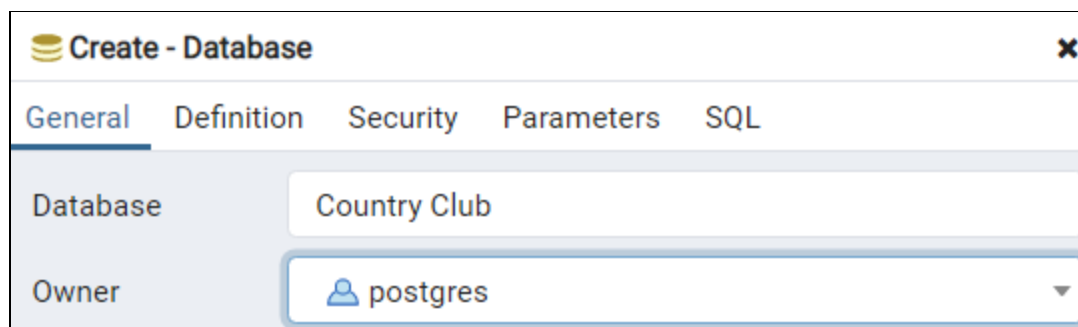 Create - Database
General Definition Security Parameters SQL
Database Country Club
Owner postgres